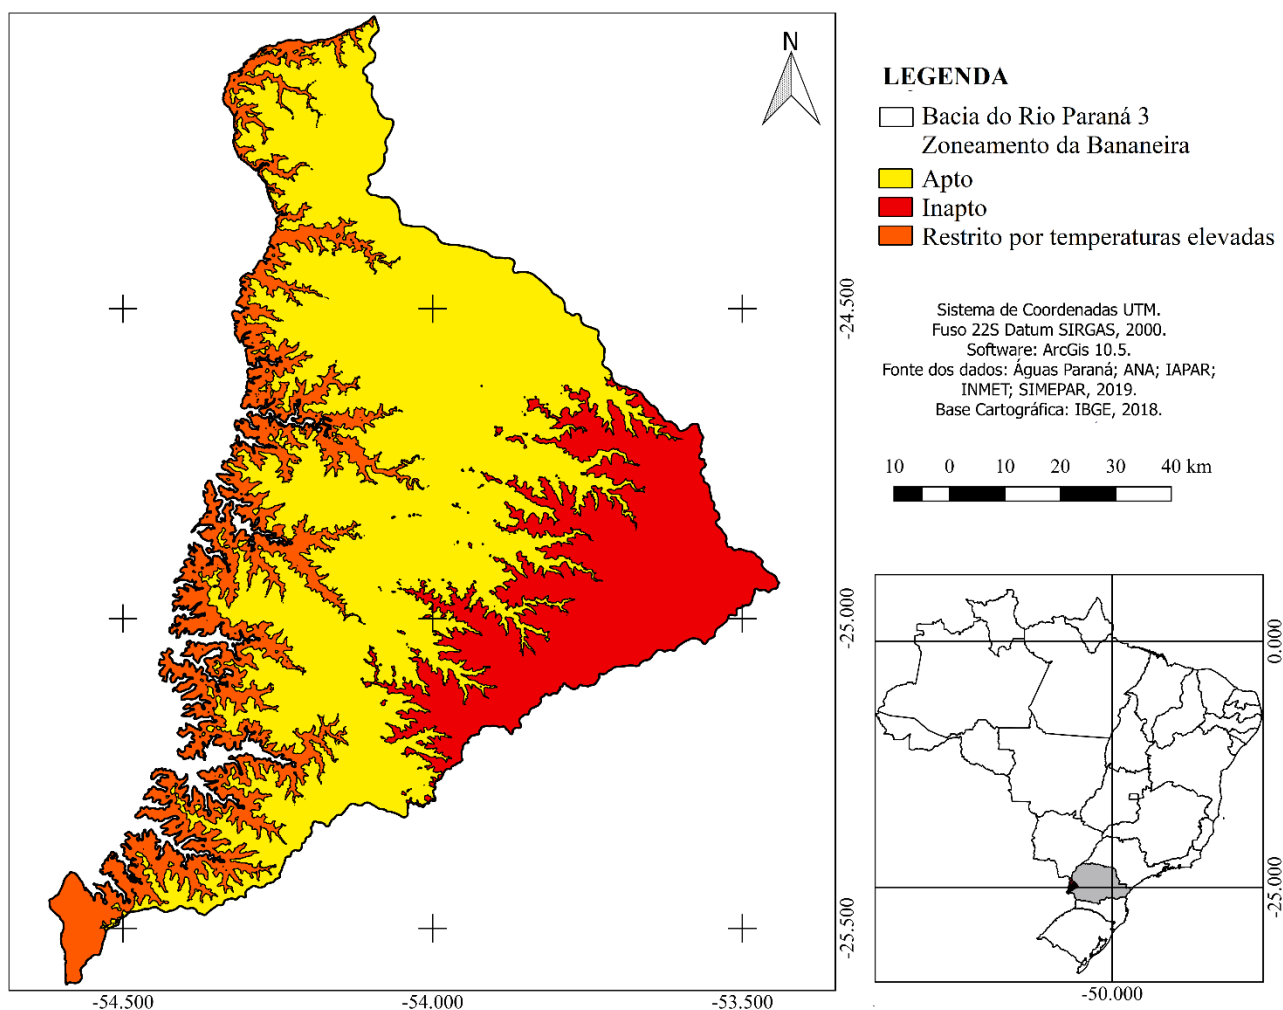 N
LEGENDA
Bacia do Rio Paraná 3
Zoneamento da Bananeira
Apto
Inapto
Restrito por temperaturas elevadas
Sistema de Coordenadas UTM.
Fuso 22S Datum SIRGAS, 2000.
Software: ArcGis 10.5.
Fonte dos dados: Águas Paraná; ANA; IAPAR;
INMET; SIMEPAR, 2019.
Base Cartográfica: IBGE, 2018.
10 0 10 20 30 40 km
-24.500
-25.000
-25.500
-54.500 -54.000 -53.500
0.000
-25.000
-50.000